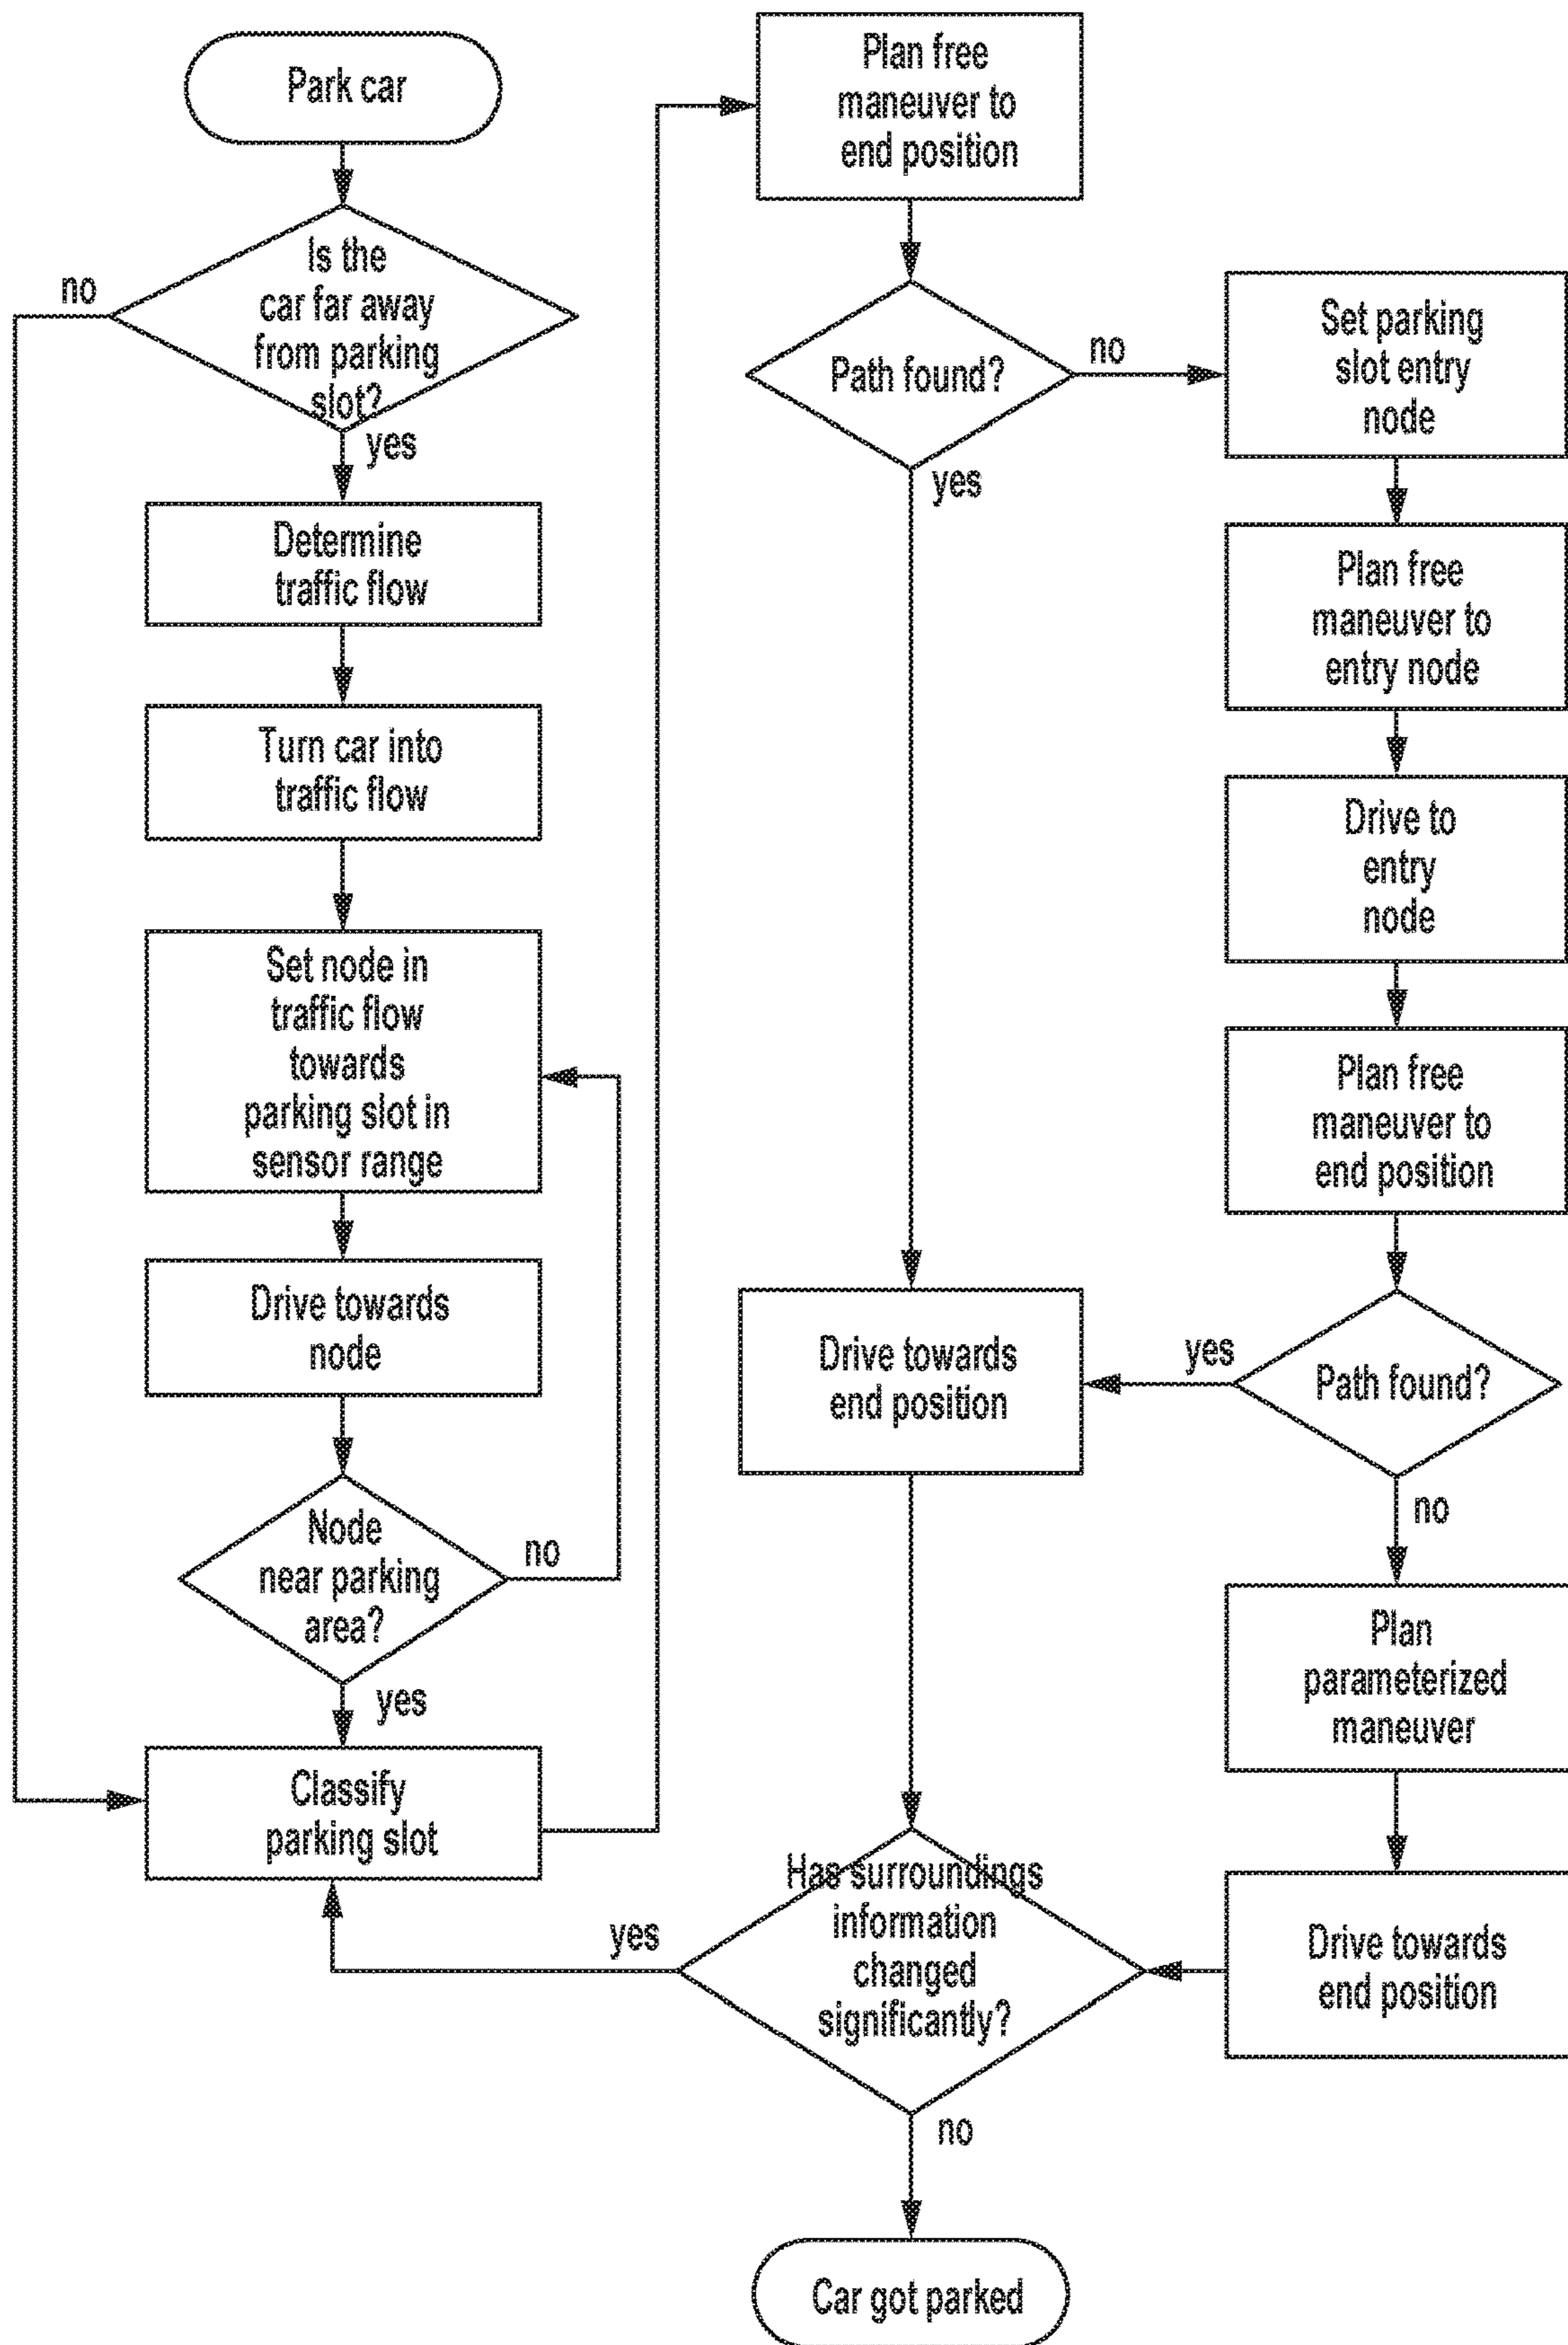 Park car
Is the
car far away
from parking
slot?
no
yes
Determine
traffic flow
Turn car into
traffic flow
Set node in
traffic flow
towards
parking slot in
sensor range
Drive towards
node
Node
near parking
area?
no
yes
Classify
parking slot
Plan free
maneuver to
end position
Path found?
no
yes
Set parking
slot entry
node
Plan free
maneuver to
entry node
Drive to
entry
node
Plan free
maneuver to
end position
Path found?
yes
no
Drive towards
end position
Plan
parameterized
maneuver
Drive towards
end position
Has surroundings
information
changed
significantly?
yes
no
Car got parked